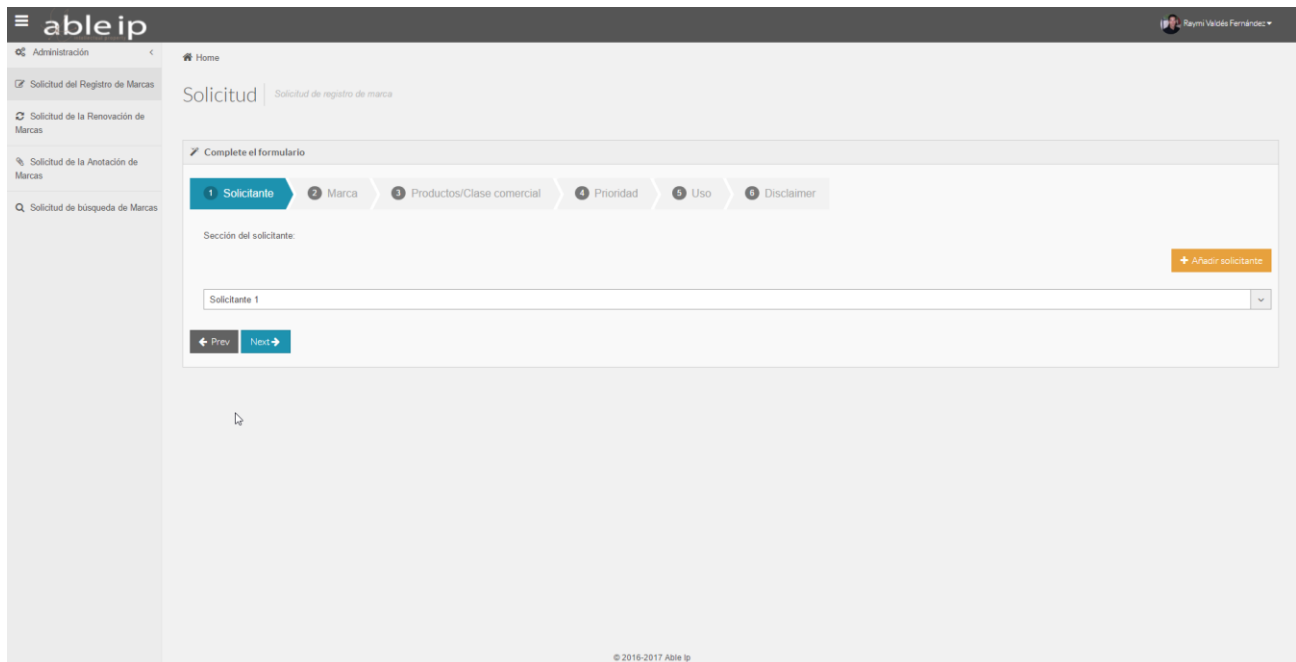 able ip
Raymi Valdés Fernández
Administración
Home
Solicitud del Registro de Marcas
Solicitud
Solicitud de registro de marca
Solicitud de la Renovación de
Marcas
Complete el formulario
Solicitud de la Anotación de
Marcas
1 Solicitante
2 Marca
3 Productos/Clase comercial
4 Prioridad
5 Uso
6 Disclaimer
Solicitud de búsqueda de Marcas
Sección del solicitante:
+ Añadir solicitante
Solicitante 1
Prev
Next
© 2016-2017 Able Ip